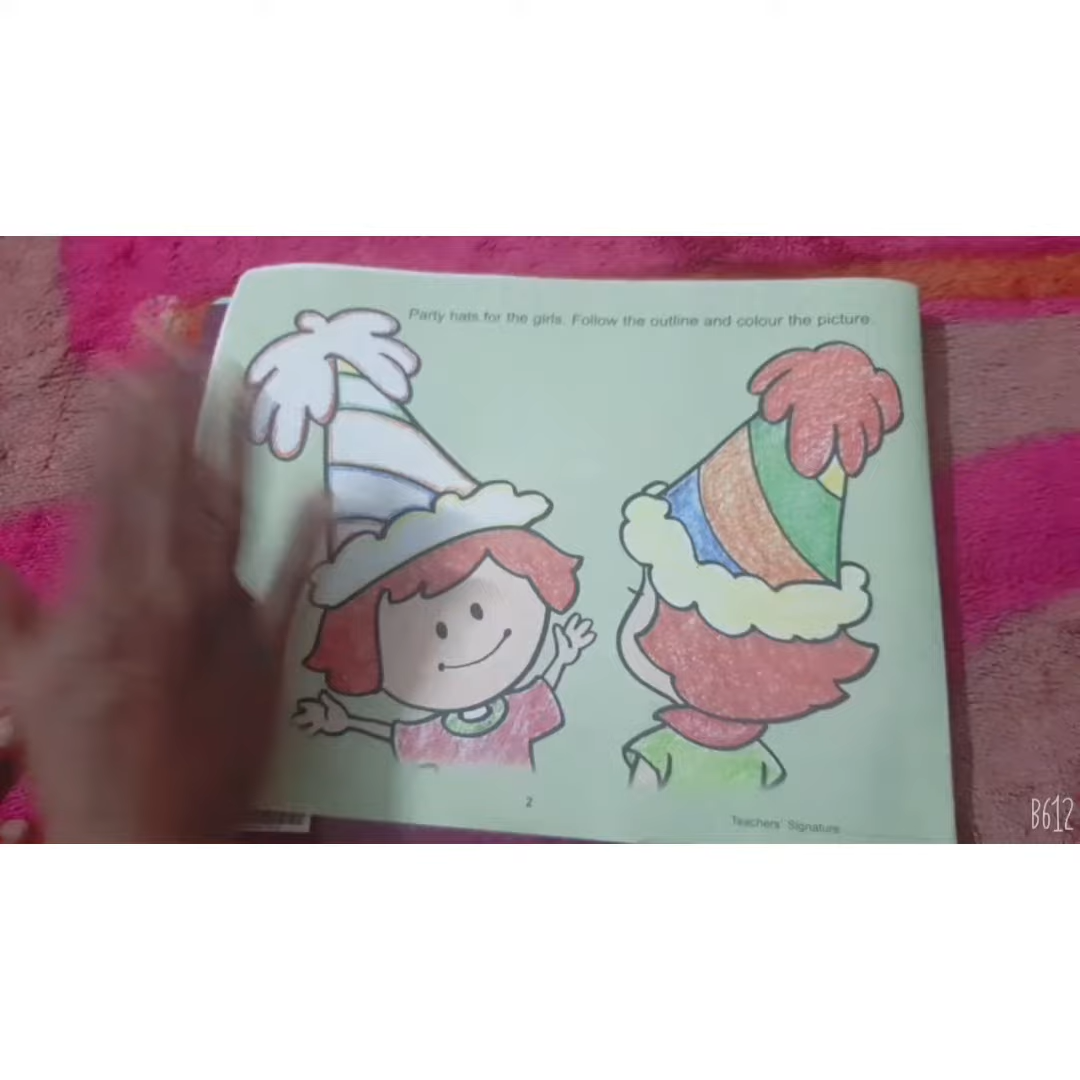 Party hats for the girls. Follow the outline and colour the picture.
2
Teachers' Signature
B612